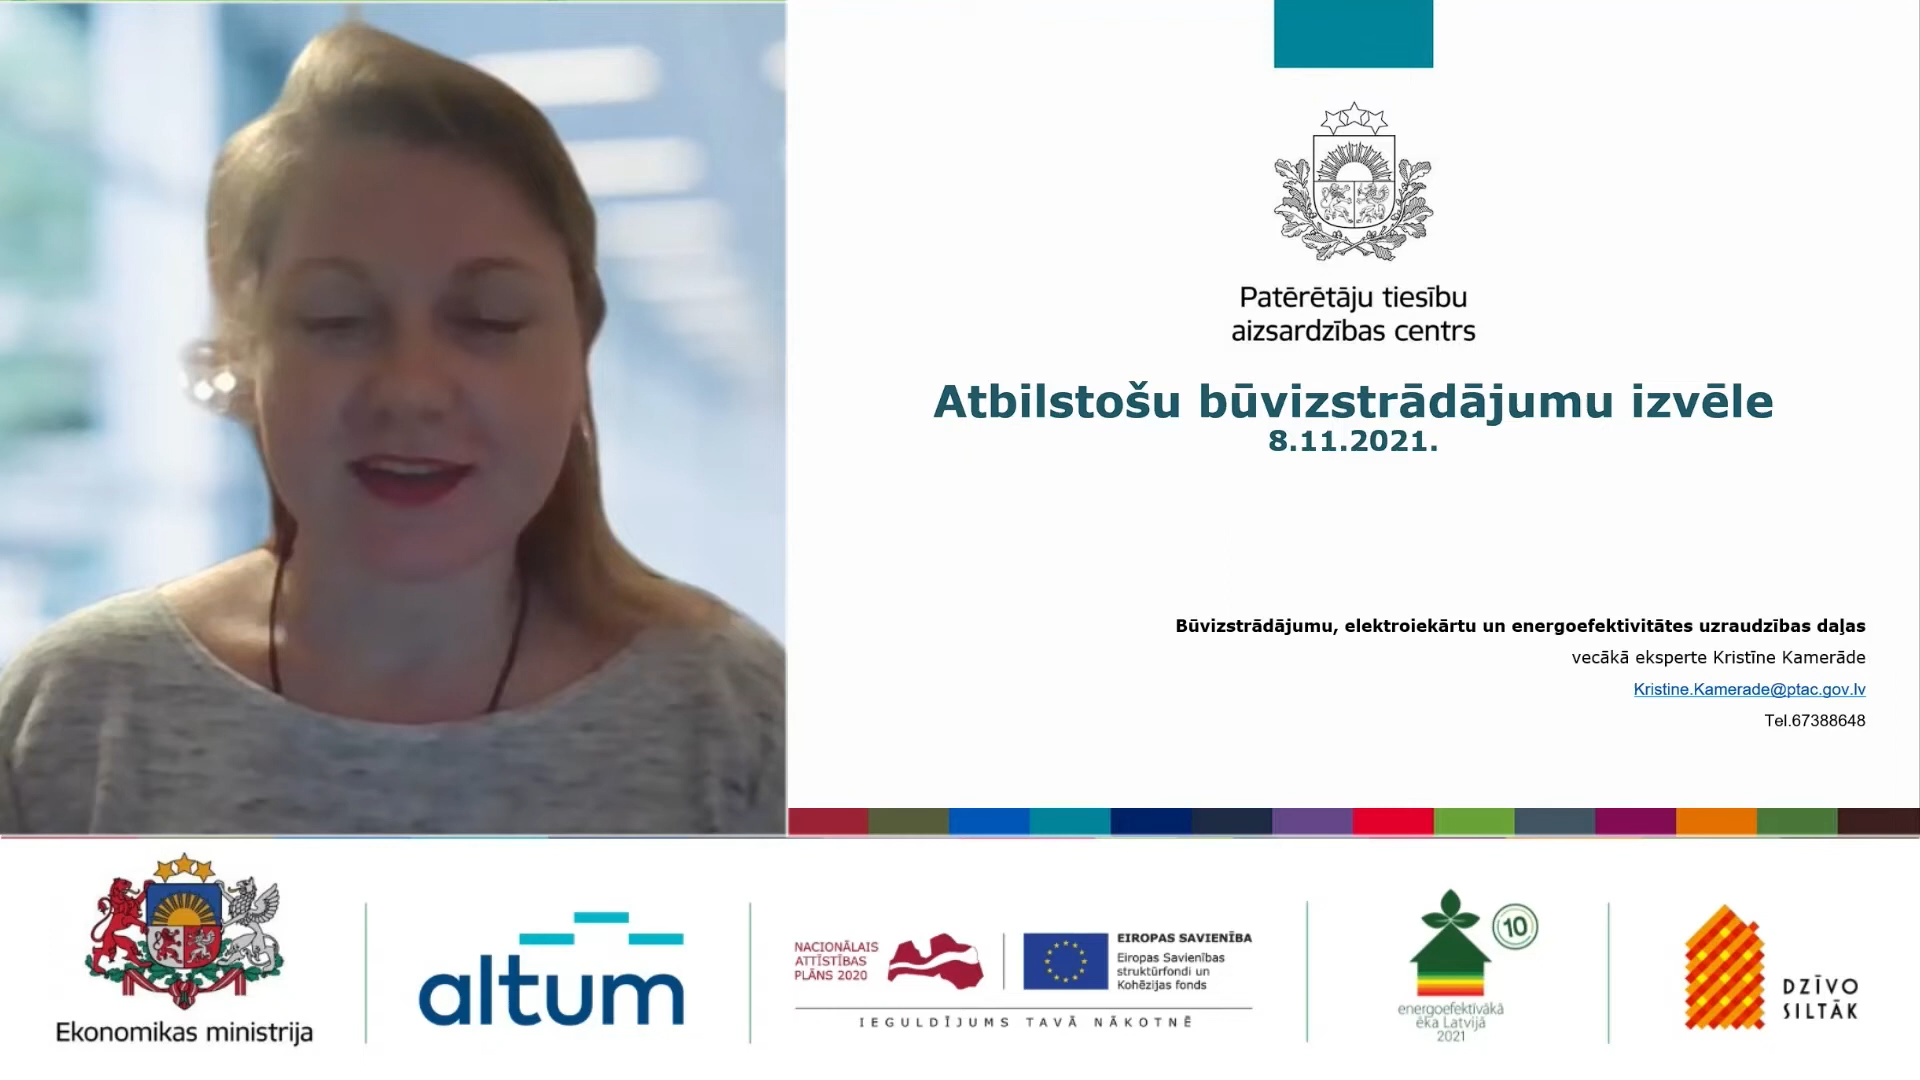 Patērētāju tiesību
aizsardzības centrs
Atbilstošu būvizstrādājumu izvēle
8.11.2021.
Būvizstrādājumu, elektroiekārtu un energoefektivitātes uzraudzības daļas
vecākā eksperte Kristīne Kamerāde
Kristine.Kamerade@ptac.gov.lv
Tel.67388648
Ekonomikas ministrija
altum
NACIONĀLAIS
ATTĪSTĪBAS
PLĀNS 2020
EIROPAS SAVIENĪBA
Eiropas Savienības
struktūrfondi un
Kohēzijas fonds
IEGULDĪJUMS TAVĀ NĀKOTNĒ
10
energoefektīvākā
ēka Latvijā
2021
DZĪVO
SILTĀK